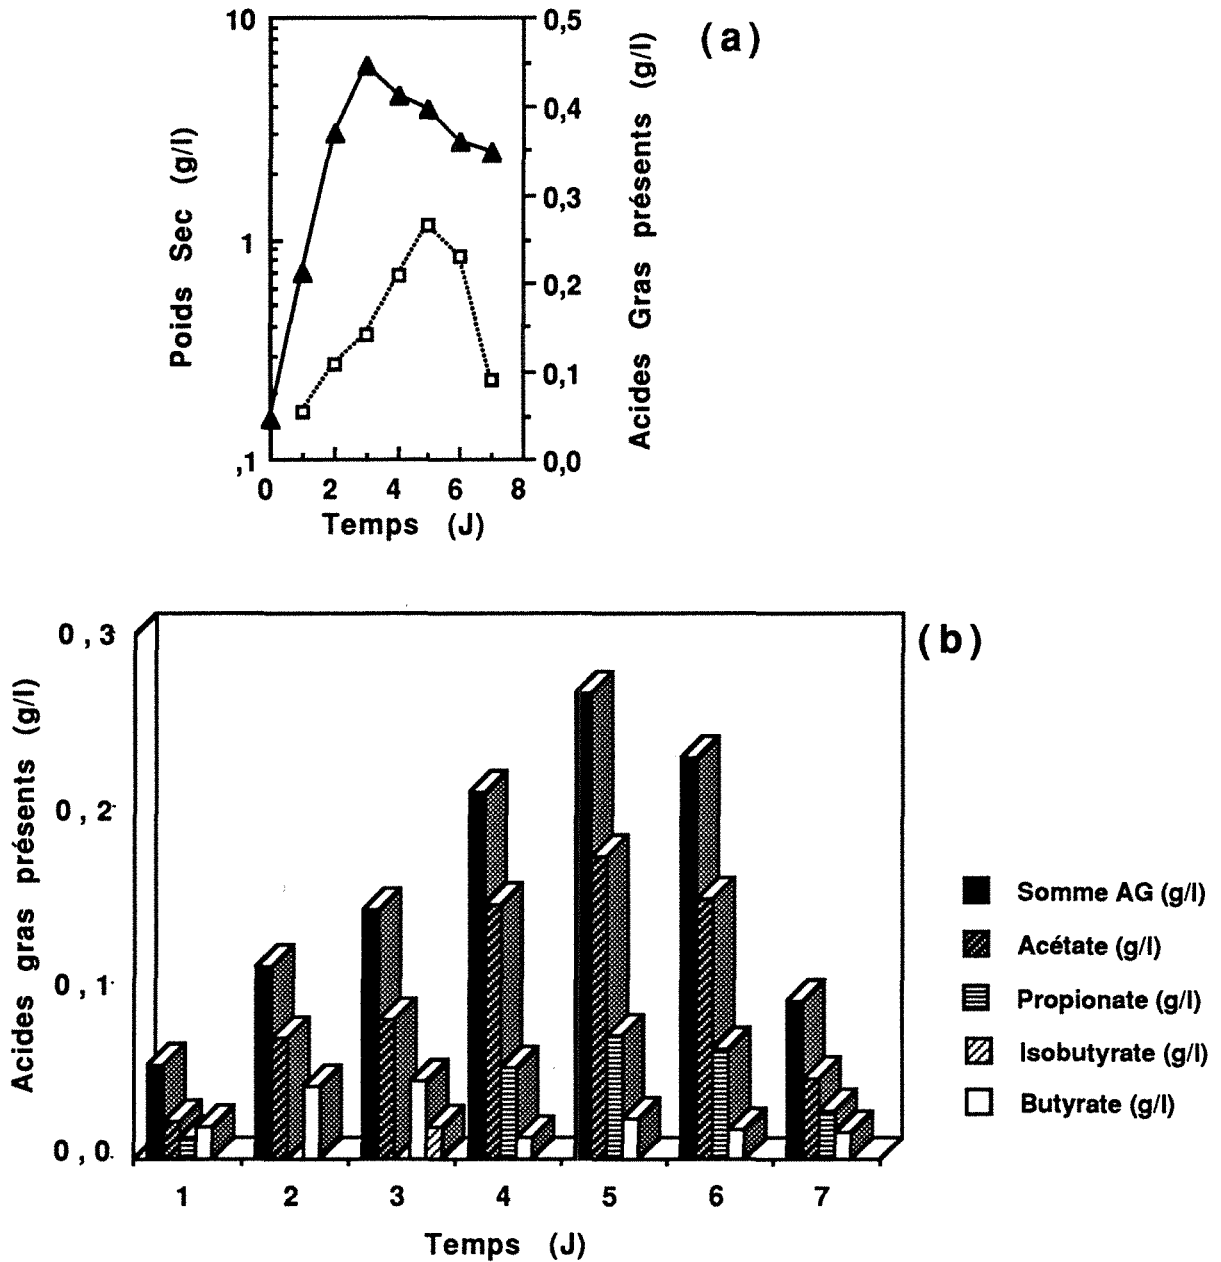 (a)
10
1
,1
Poids Sec (g/l)
0,5
0,4
0,3
0,2
0,1
0,0
Acides Gras présents (g/l)
0 2 4 6 8
Temps (J)
(b)
0,3
0,2
0,1
0,0
Acides gras présents (g/l)
1 2 3 4 5 6 7
Temps (J)
Somme AG (g/l)
Acétate (g/l)
Propionate (g/l)
Isobutyrate (g/l)
Butyrate (g/l)